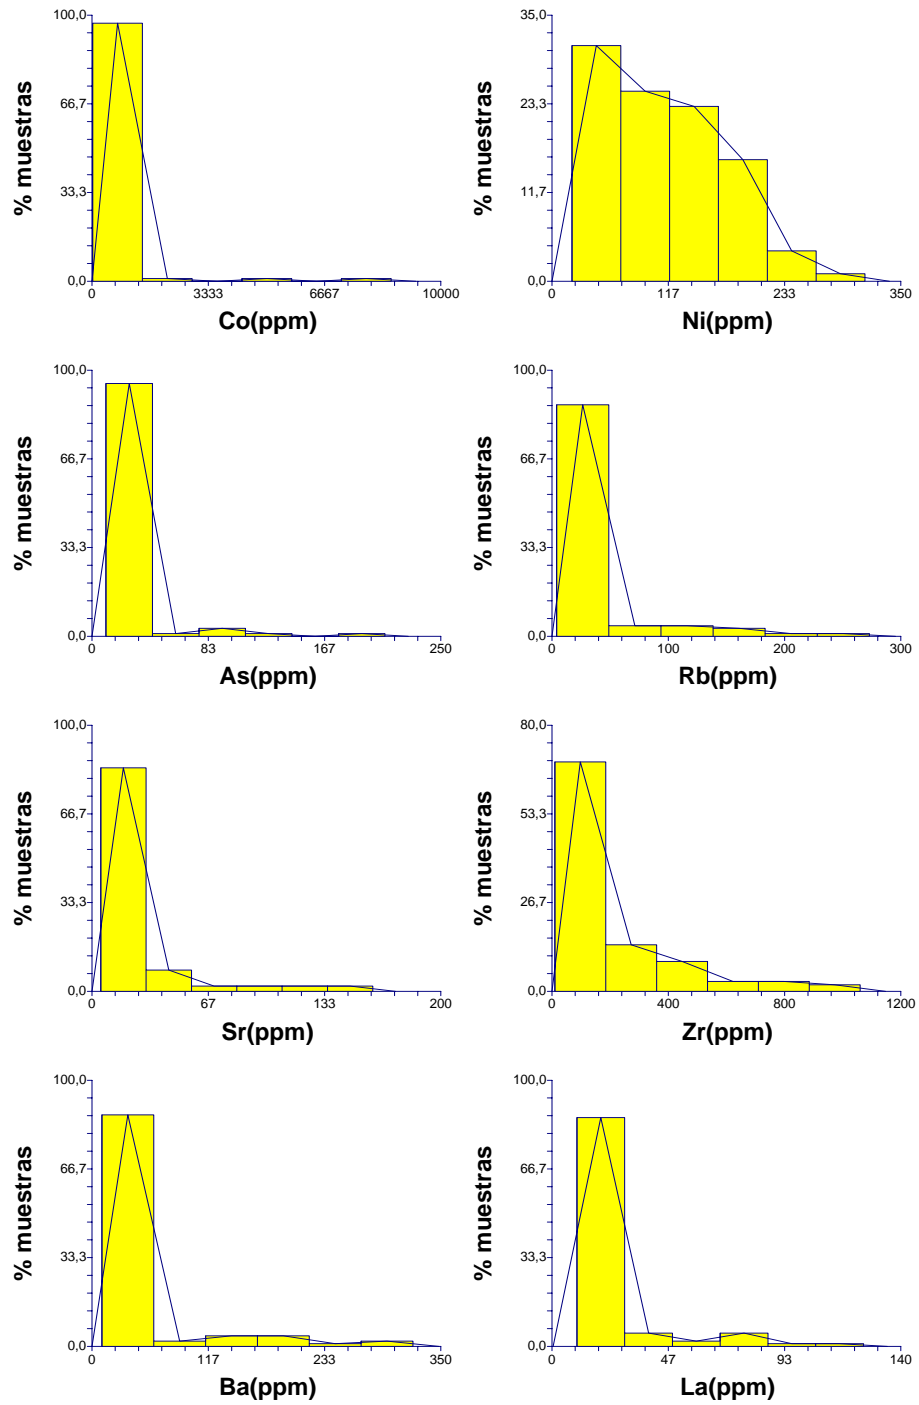 100,0
66,7
33,3
0,0
% muestras
0 3333 6667 10000
Co(ppm)
35,0
23,3
11,7
0,0
% muestras
0 117 233 350
Ni(ppm)
100,0
66,7
33,3
0,0
% muestras
0 83 167 250
As(ppm)
100,0
66,7
33,3
0,0
% muestras
0 100 200 300
Rb(ppm)
100,0
66,7
33,3
0,0
% muestras
0 67 133 200
Sr(ppm)
80,0
53,3
26,7
0,0
% muestras
0 400 800 1200
Zr(ppm)
100,0
66,7
33,3
0,0
% muestras
0 117 233 350
Ba(ppm)
100,0
66,7
33,3
0,0
% muestras
0 47 93 140
La(ppm)